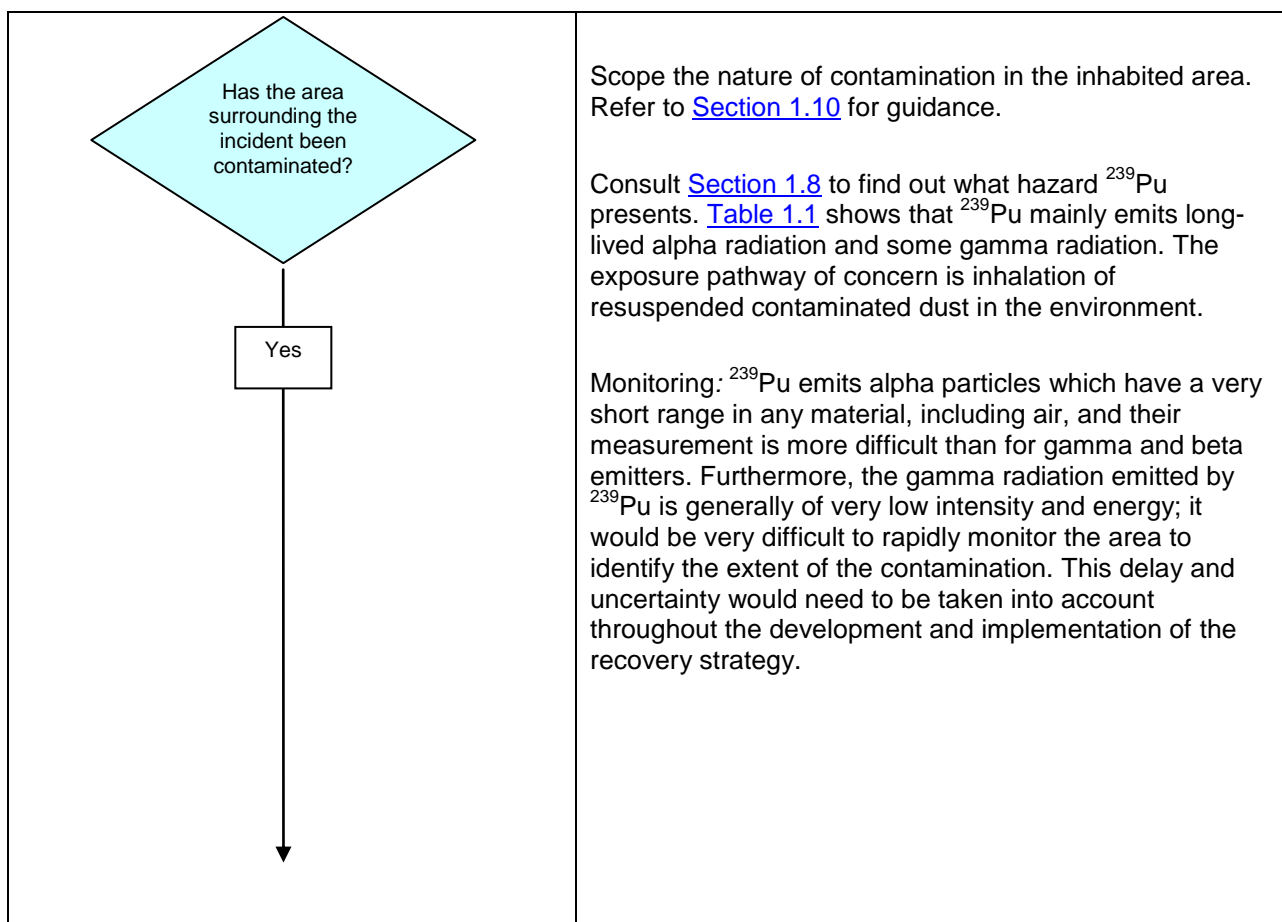 Has the area
surrounding the
incident been
contaminated?
Yes
Scope the nature of contamination in the inhabited area.
Refer to Section 1.10 for guidance.
Consult Section 1.8 to find out what hazard ²³⁹Pu
presents. Table 1.1 shows that ²³⁹Pu mainly emits long-
lived alpha radiation and some gamma radiation. The
exposure pathway of concern is inhalation of
resuspended contaminated dust in the environment.
Monitoring: ²³⁹Pu emits alpha particles which have a very
short range in any material, including air, and their
measurement is more difficult than for gamma and beta
emitters. Furthermore, the gamma radiation emitted by
²³⁹Pu is generally of very low intensity and energy; it
would be very difficult to rapidly monitor the area to
identify the extent of the contamination. This delay and
uncertainty would need to be taken into account
throughout the development and implementation of the
recovery strategy.